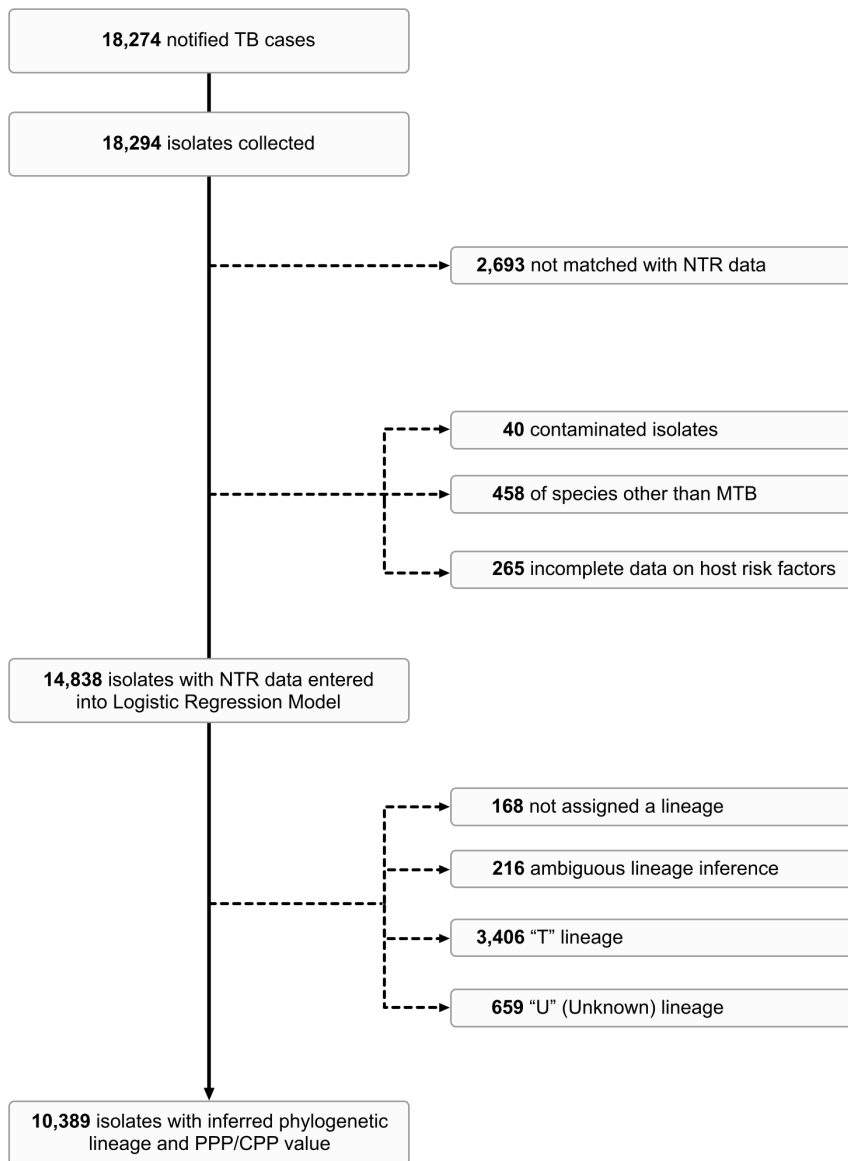 18,274 notified TB cases
18,294 isolates collected
2,693 not matched with NTR data
40 contaminated isolates
458 of species other than MTB
265 incomplete data on host risk factors
14,838 isolates with NTR data entered
into Logistic Regression Model
168 not assigned a lineage
216 ambiguous lineage inference
3,406 “T” lineage
659 “U” (Unknown) lineage
10,389 isolates with inferred phylogenetic
lineage and PPP/CPP value